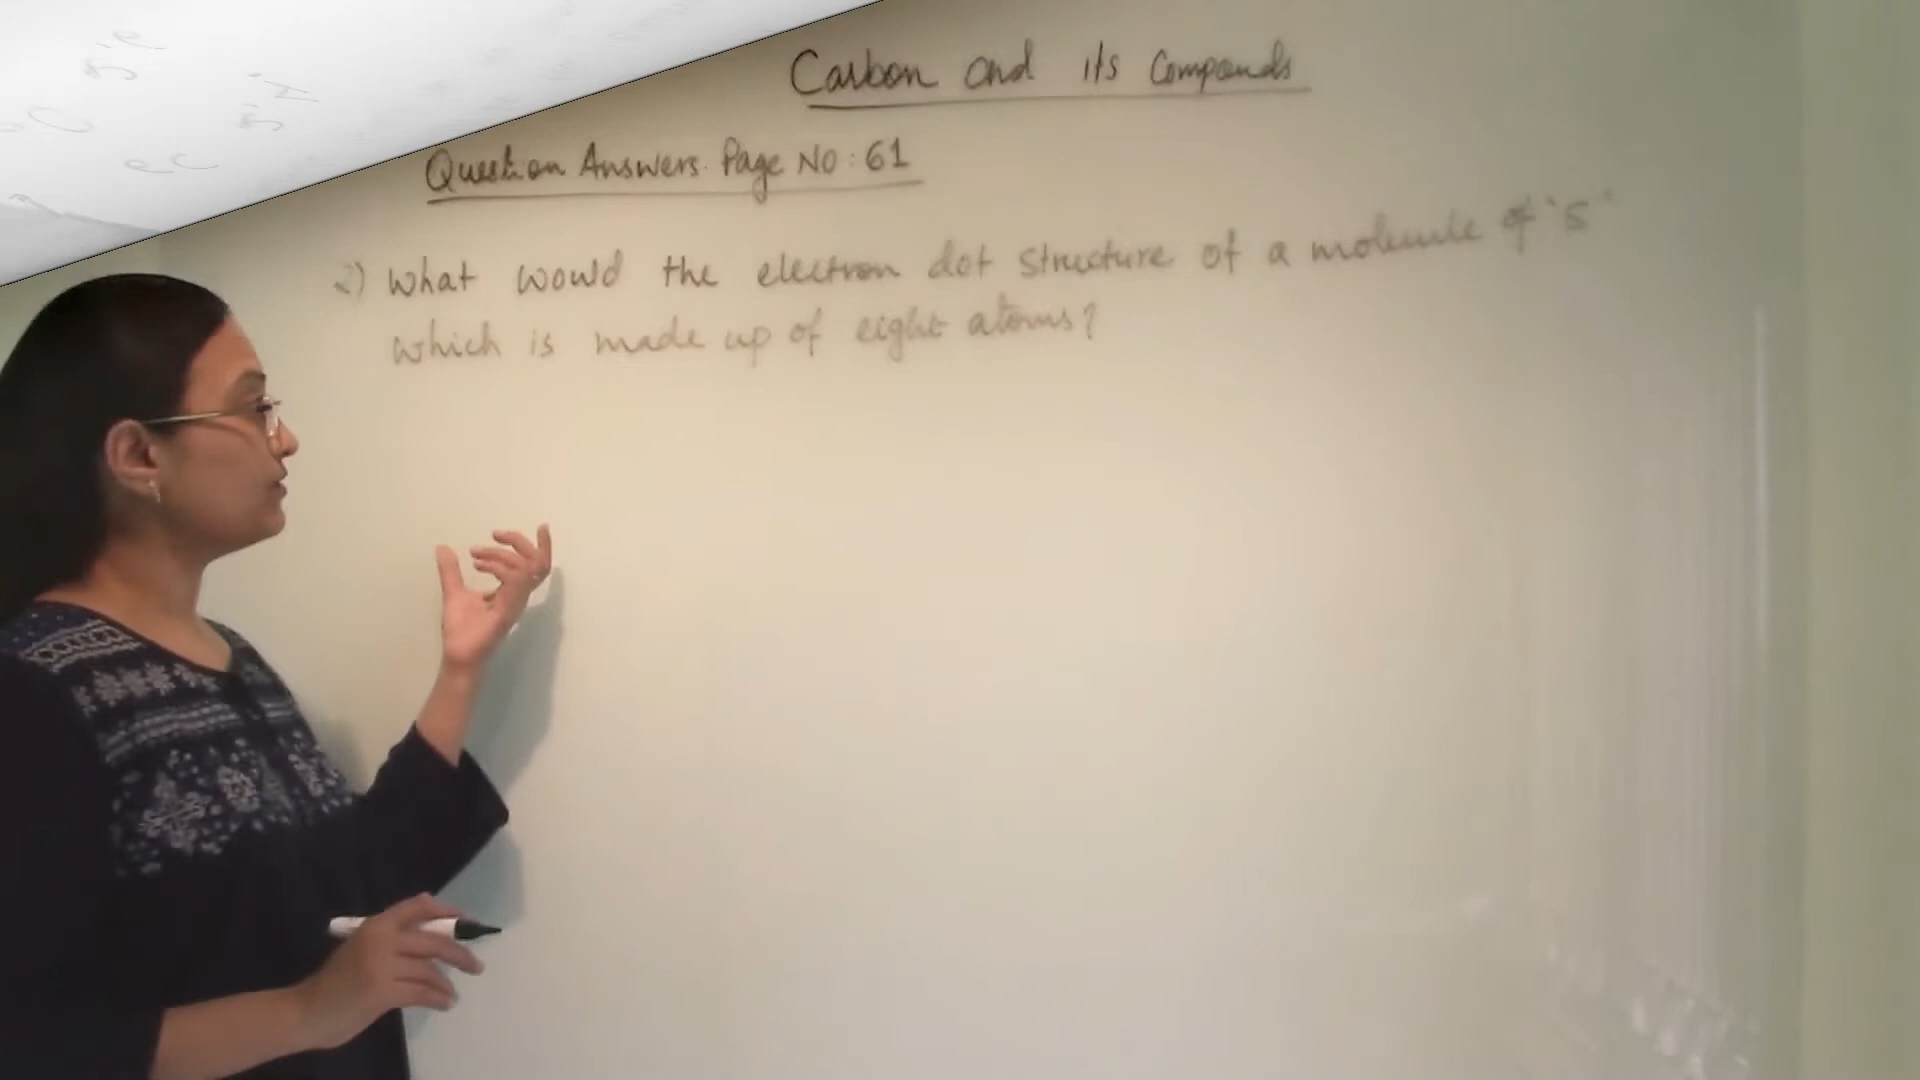 Carbon and its Compounds
Question Answers. Page No: 61
2) What would the electron dot structure of a molecule of 'S'
which is made up of eight atoms?